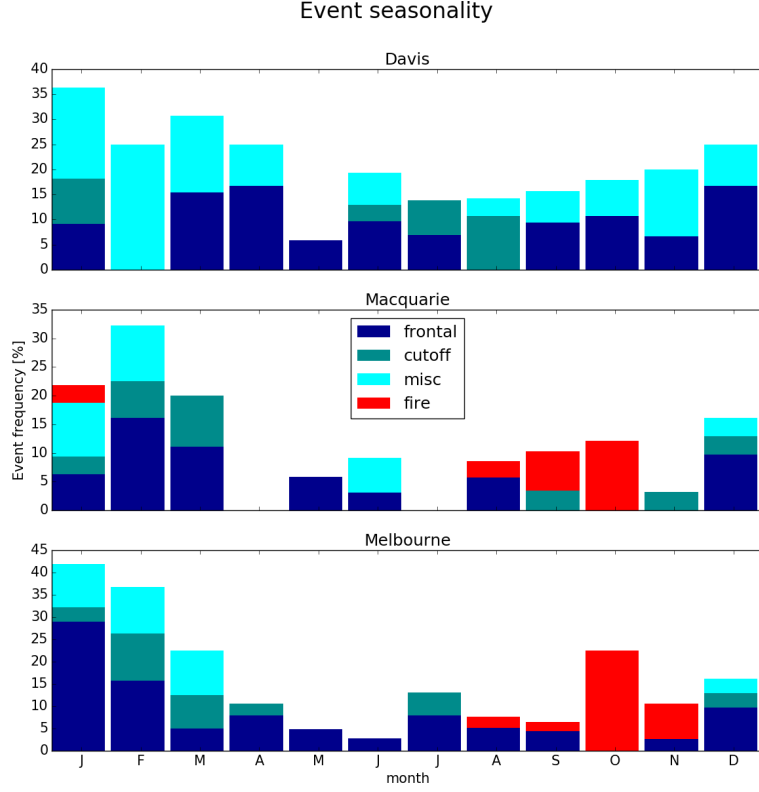 Event seasonality
Davis
40
35
30
25
20
15
10
5
0
Macquarie
35
30
25
20
15
10
5
0
frontal
cutoff
misc
fire
Event frequency [%]
Melbourne
45
40
35
30
25
20
15
10
5
0
J F M A M J J A S O N D
month